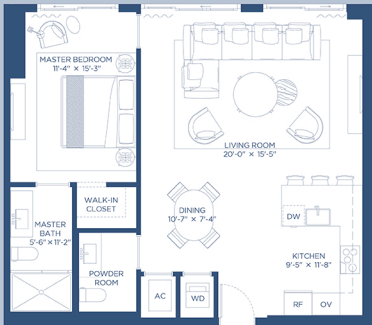 MASTER BEDROOM
11'-4" × 15'-3"
LIVING ROOM
20'-0" × 15'-5"
WALK-IN
CLOSET
DINING
10'-7" × 7'-4"
DW
MASTER
BATH
5'-6" × 11'-2"
KITCHEN
9'-5" × 11'-8"
POWDER
ROOM
AC
WD
RF
OV